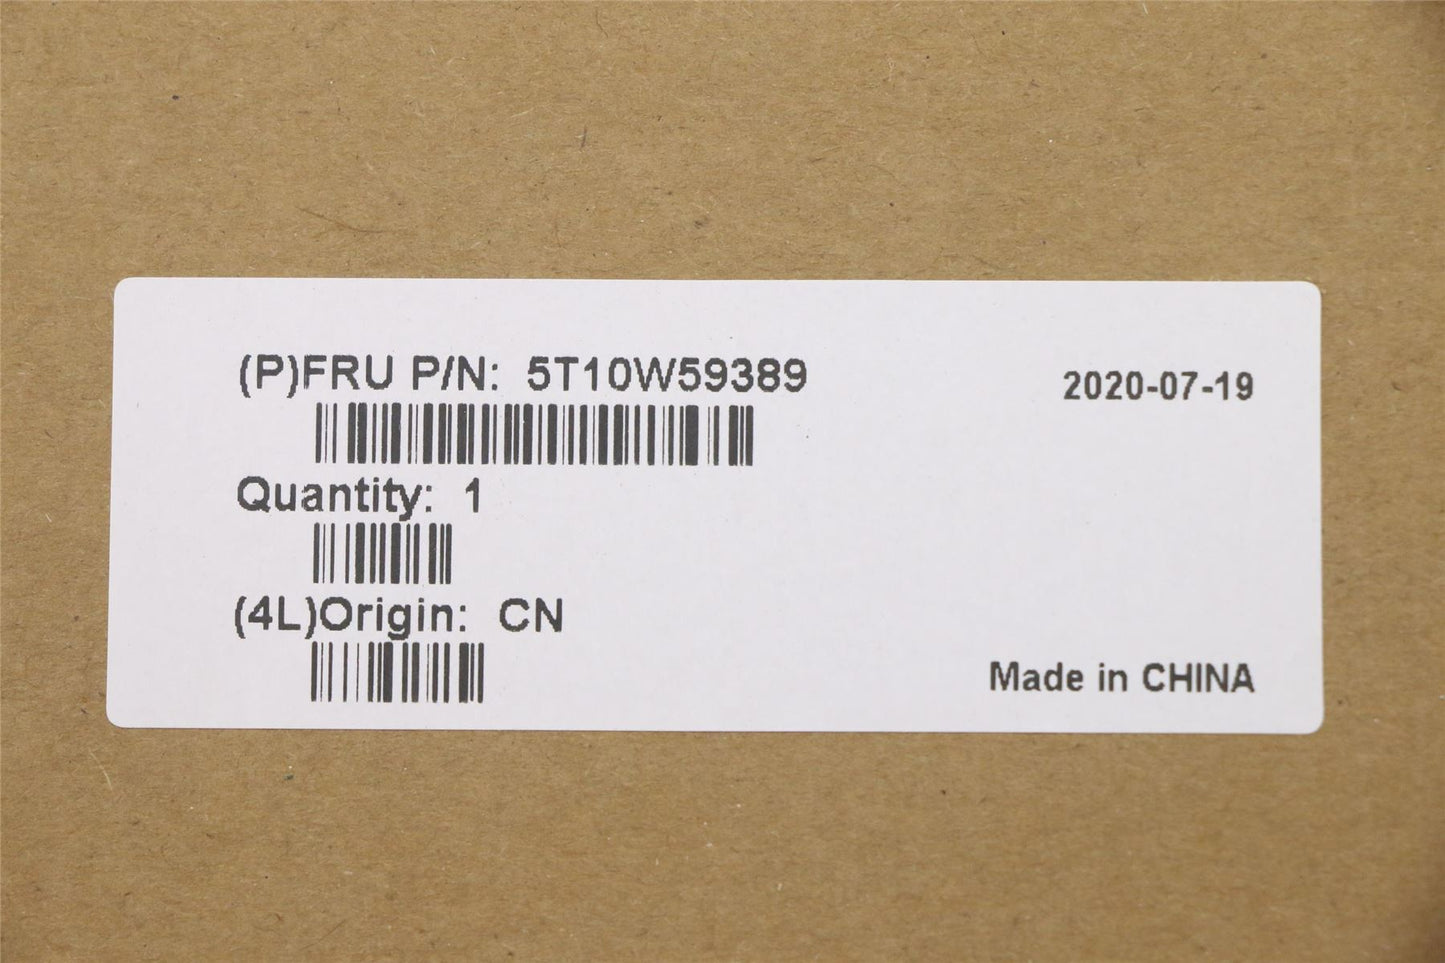 (P)FRU P/N: 5T10W59389
2020-07-19
Quantity: 1
(4L)Origin: CN
Made in CHINA